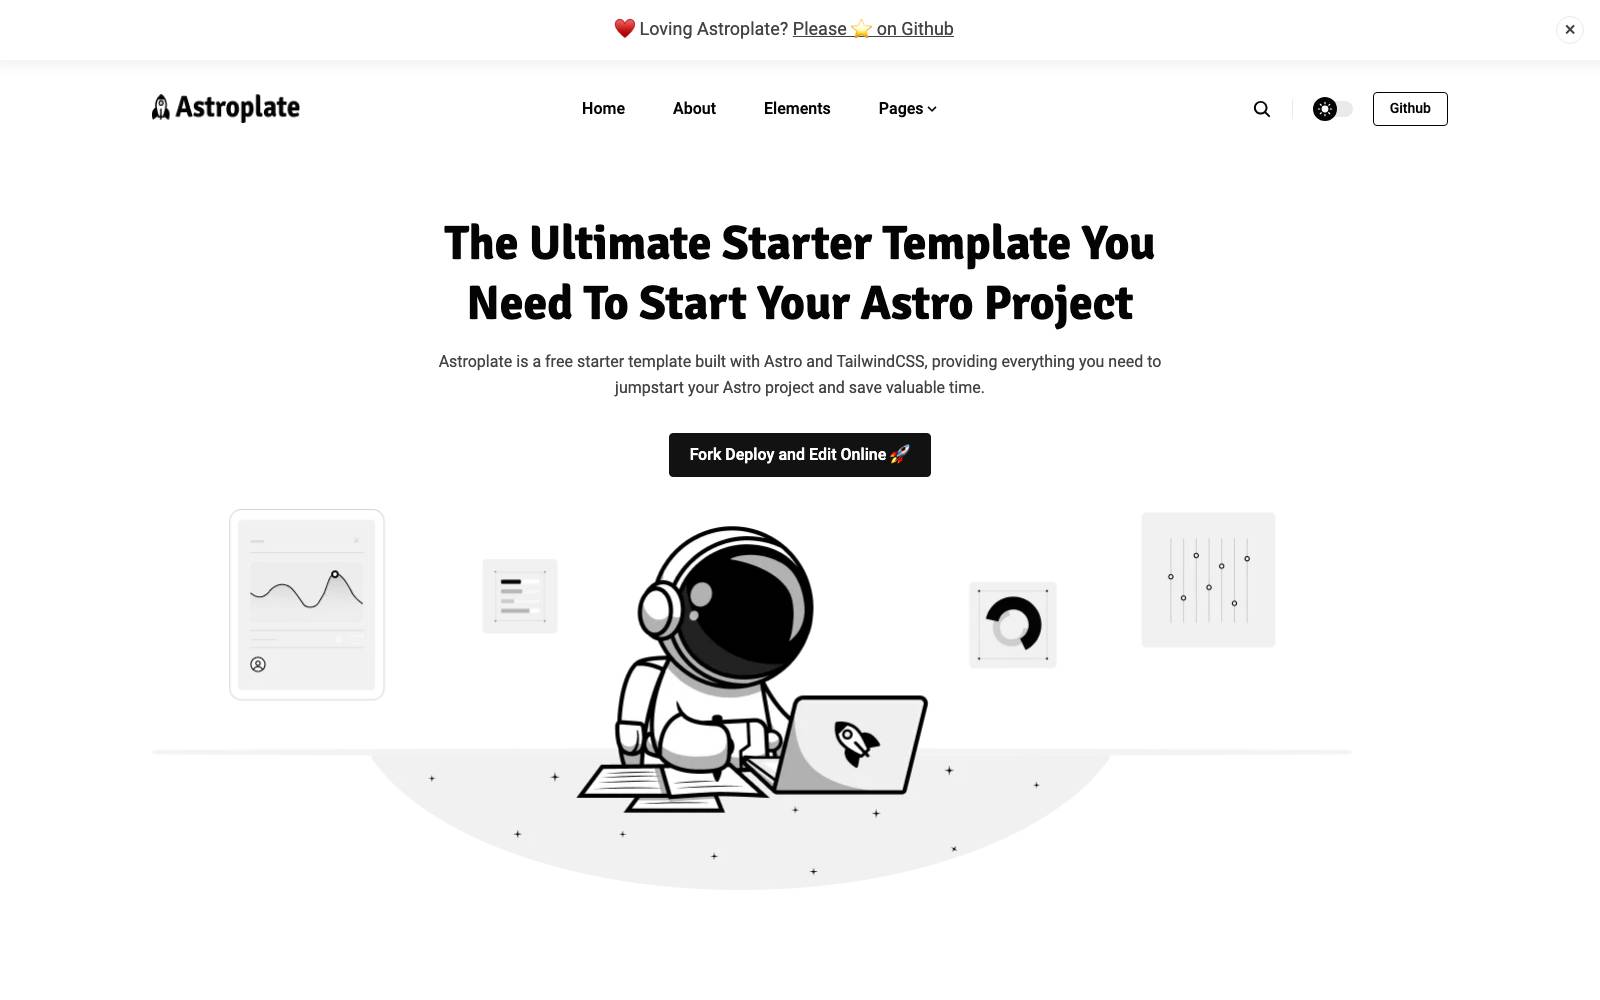 ❤️ Loving Astroplate? Please ⭐ on Github
Astroplate
Home About Elements Pages
Github
The Ultimate Starter Template You
Need To Start Your Astro Project
Astroplate is a free starter template built with Astro and TailwindCSS, providing everything you need to
jumpstart your Astro project and save valuable time.
Fork Deploy and Edit Online 🚀